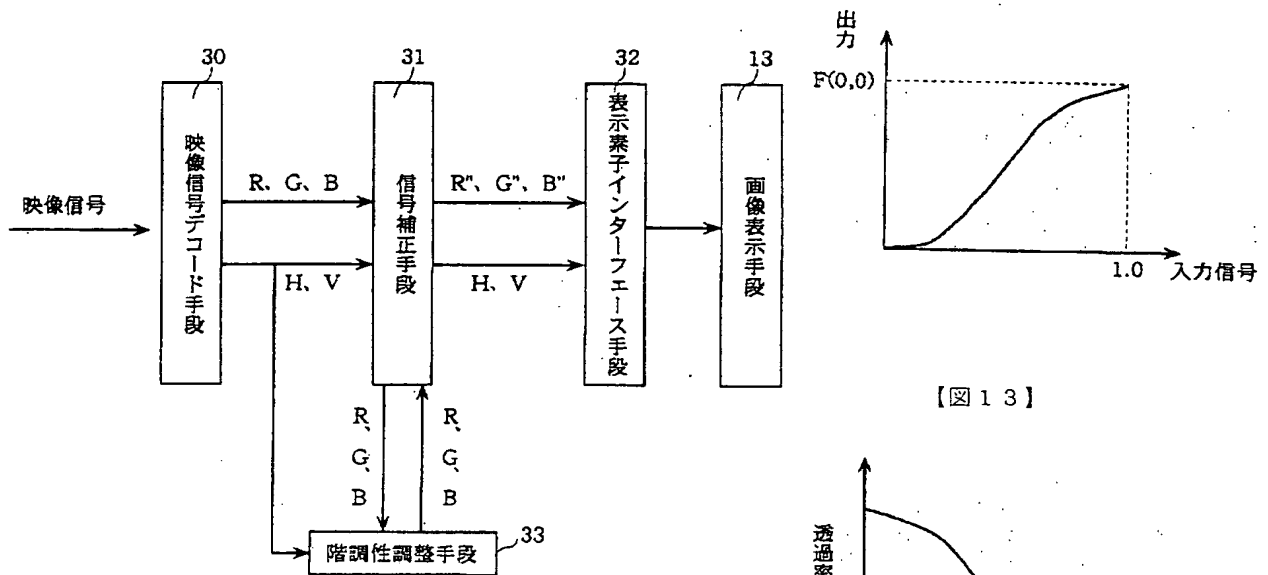 30
31
32
13
映像信号
映像信号デコード手段
R、G、B
H、V
信号補正手段
R"、G"、B"
H、V
表示素子インターフェース手段
画像表示手段
R、G、B
R、G、B
階調性調整手段
33
出力
F(0,0)
1.0
入力信号
【図13】
透過率